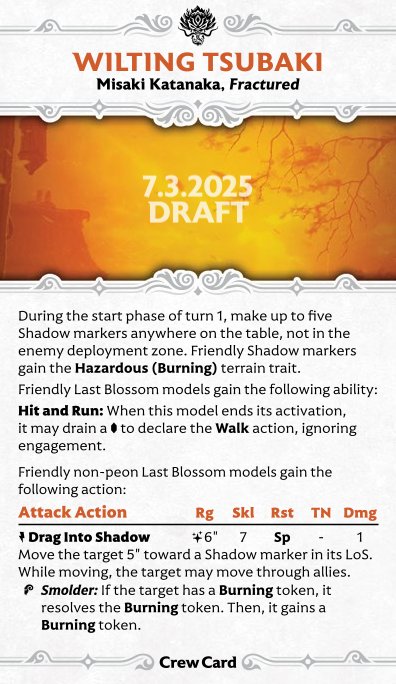 WILTING TSUBAKI
Misaki Katanaka, Fractured
7.3.2025
DRAFT
During the start phase of turn 1, make up to five
Shadow markers anywhere on the table, not in the
enemy deployment zone. Friendly Shadow markers
gain the Hazardous (Burning) terrain trait.
Friendly Last Blossom models gain the following ability:
Hit and Run: When this model ends its activation,
it may drain a to declare the Walk action, ignoring
engagement.
Friendly non-peon Last Blossom models gain the
following action:
Attack Action Rg Skl Rst TN Dmg
Drag Into Shadow 6" 7 Sp - 1
Move the target 5" toward a Shadow marker in its LoS.
While moving, the target may move through allies.
Smolder: If the target has a Burning token, it
resolves the Burning token. Then, it gains a
Burning token.
Crew Card